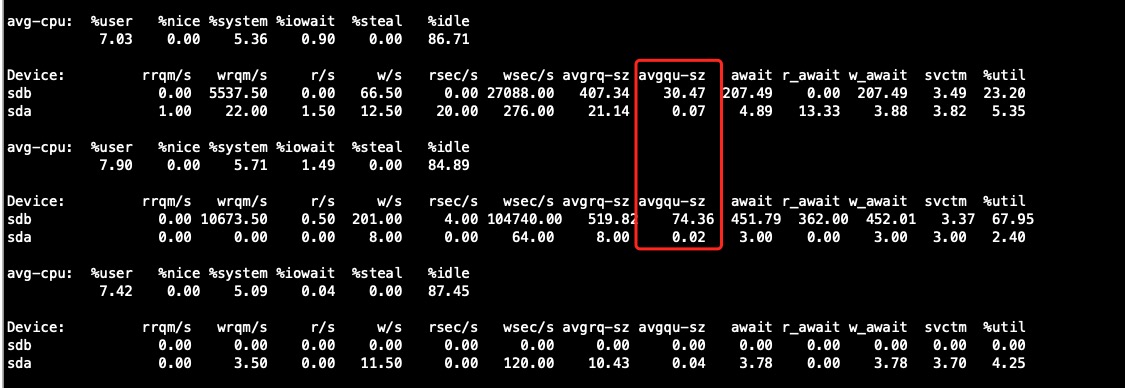 avg-cpu:  %user   %nice %system %iowait  %steal   %idle
           7.03    0.00    5.36    0.90    0.00   86.71
Device:         rrqm/s   wrqm/s     r/s     w/s   rsec/s   wsec/s avgrq-sz avgqu-sz   await r_await w_await  svctm  %util
sdb               0.00  5537.50    0.00   66.50     0.00 27088.00   407.34    30.47  207.49    0.00  207.49   3.49  23.20
sda               1.00    22.00    1.50   12.50    20.00   276.00    21.14     0.07    4.89   13.33    3.88   3.82   5.35
avg-cpu:  %user   %nice %system %iowait  %steal   %idle
           7.90    0.00    5.71    1.49    0.00   84.89
Device:         rrqm/s   wrqm/s     r/s     w/s   rsec/s   wsec/s avgrq-sz avgqu-sz   await r_await w_await  svctm  %util
sdb               0.00 10673.50    0.50  201.00     4.00 104740.00   519.82    74.36  451.79  362.00  452.01   3.37  67.95
sda               0.00     0.00    0.00    8.00     0.00    64.00     8.00     0.02    3.00    0.00    3.00   3.00   2.40
avg-cpu:  %user   %nice %system %iowait  %steal   %idle
           7.42    0.00    5.09    0.04    0.00   87.45
Device:         rrqm/s   wrqm/s     r/s     w/s   rsec/s   wsec/s avgrq-sz avgqu-sz   await r_await w_await  svctm  %util
sdb               0.00     0.00    0.00    0.00     0.00     0.00     0.00     0.00    0.00    0.00    0.00   0.00   0.00
sda               0.00     3.50    0.00   11.50     0.00   120.00    10.43     0.04    3.78    0.00    3.78   3.70   4.25